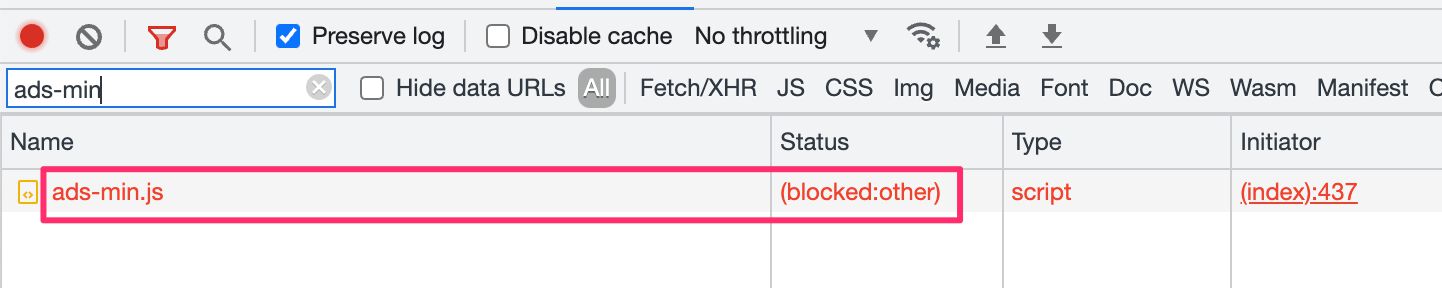 Preserve log Disable cache No throttling
ads-min Hide data URLs All Fetch/XHR JS CSS Img Media Font Doc WS Wasm Manifest
Name Status Type Initiator
ads-min.js (blocked:other) script (index):437